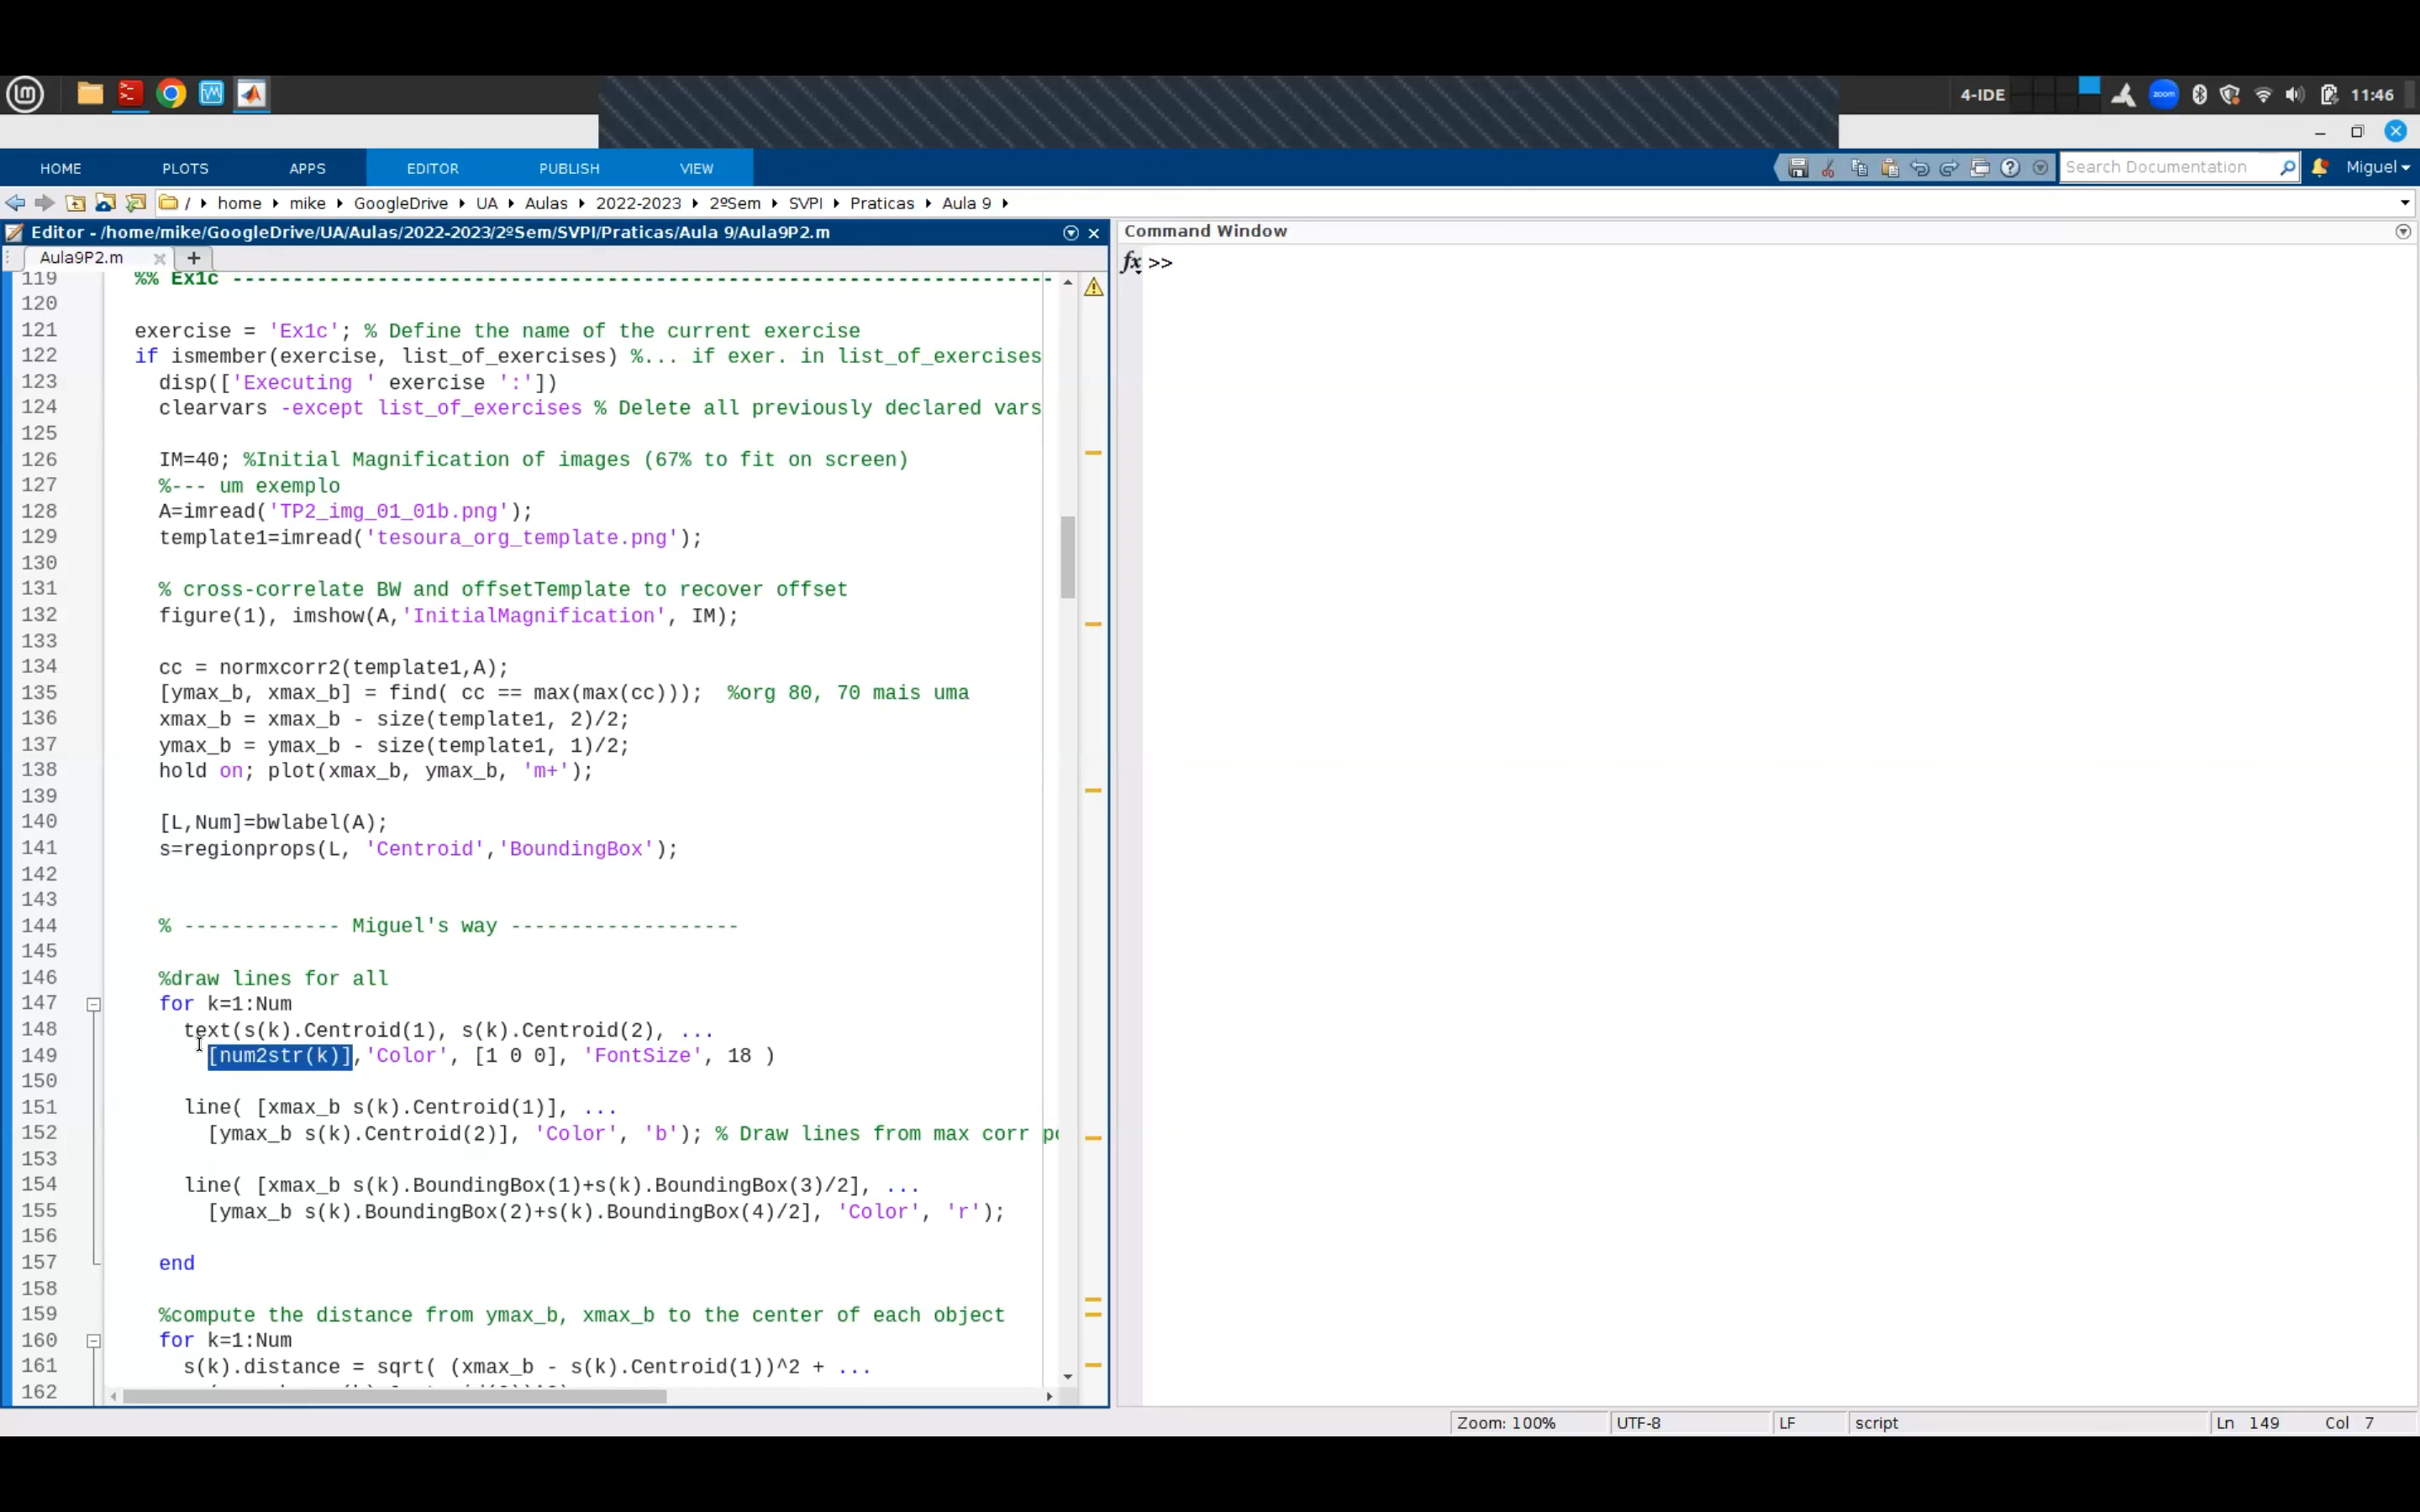 4-IDE
zoom
11:46
HOME PLOTS APPS EDITOR PUBLISH VIEW
Search Documentation
Miguel
/ home mike GoogleDrive UA Aulas 2022-2023 2ºSem SVPI Praticas Aula 9
Editor - /home/mike/GoogleDrive/UA/Aulas/2022-2023/2ºSem/SVPI/Praticas/Aula 9/Aula9P2.m
Aula9P2.m
119 %% Ex1c --------------------------------------------------------------------
120
121 exercise = 'Ex1c'; % Define the name of the current exercise
122 if ismember(exercise, list_of_exercises) %... if exer. in list_of_exercises
123 disp(['Executing ' exercise ':'])
124 clearvars -except list_of_exercises % Delete all previously declared vars
125
126 IM=40; %Initial Magnification of images (67% to fit on screen)
127 %--- um exemplo
128 A=imread('TP2_img_01_01b.png');
129 template1=imread('tesoura_org_template.png');
130
131 % cross-correlate BW and offsetTemplate to recover offset
132 figure(1), imshow(A,'InitialMagnification', IM);
133
134 cc = normxcorr2(template1,A);
135 [ymax_b, xmax_b] = find( cc == max(max(cc))); %org 80, 70 mais uma
136 xmax_b = xmax_b - size(template1, 2)/2;
137 ymax_b = ymax_b - size(template1, 1)/2;
138 hold on; plot(xmax_b, ymax_b, 'm+');
139
140 [L,Num]=bwlabel(A);
141 s=regionprops(L, 'Centroid','BoundingBox');
142
143
144 % ------------- Miguel's way -------------------
145
146 %draw lines for all
147 for k=1:Num
148 text(s(k).Centroid(1), s(k).Centroid(2), ...
149 [num2str(k)],'Color', [1 0 0], 'FontSize', 18 )
150
151 line( [xmax_b s(k).Centroid(1)], ...
152 [ymax_b s(k).Centroid(2)], 'Color', 'b'); % Draw lines from max corr
153
154 line( [xmax_b s(k).BoundingBox(1)+s(k).BoundingBox(3)/2], ...
155 [ymax_b s(k).BoundingBox(2)+s(k).BoundingBox(4)/2], 'Color', 'r');
156
157 end
158
159 %compute the distance from ymax_b, xmax_b to the center of each object
160 for k=1:Num
161 s(k).distance = sqrt( (xmax_b - s(k).Centroid(1))^2 + ...
162
Command Window
fx >>
Zoom: 100% UTF-8 LF script Ln 149 Col 7